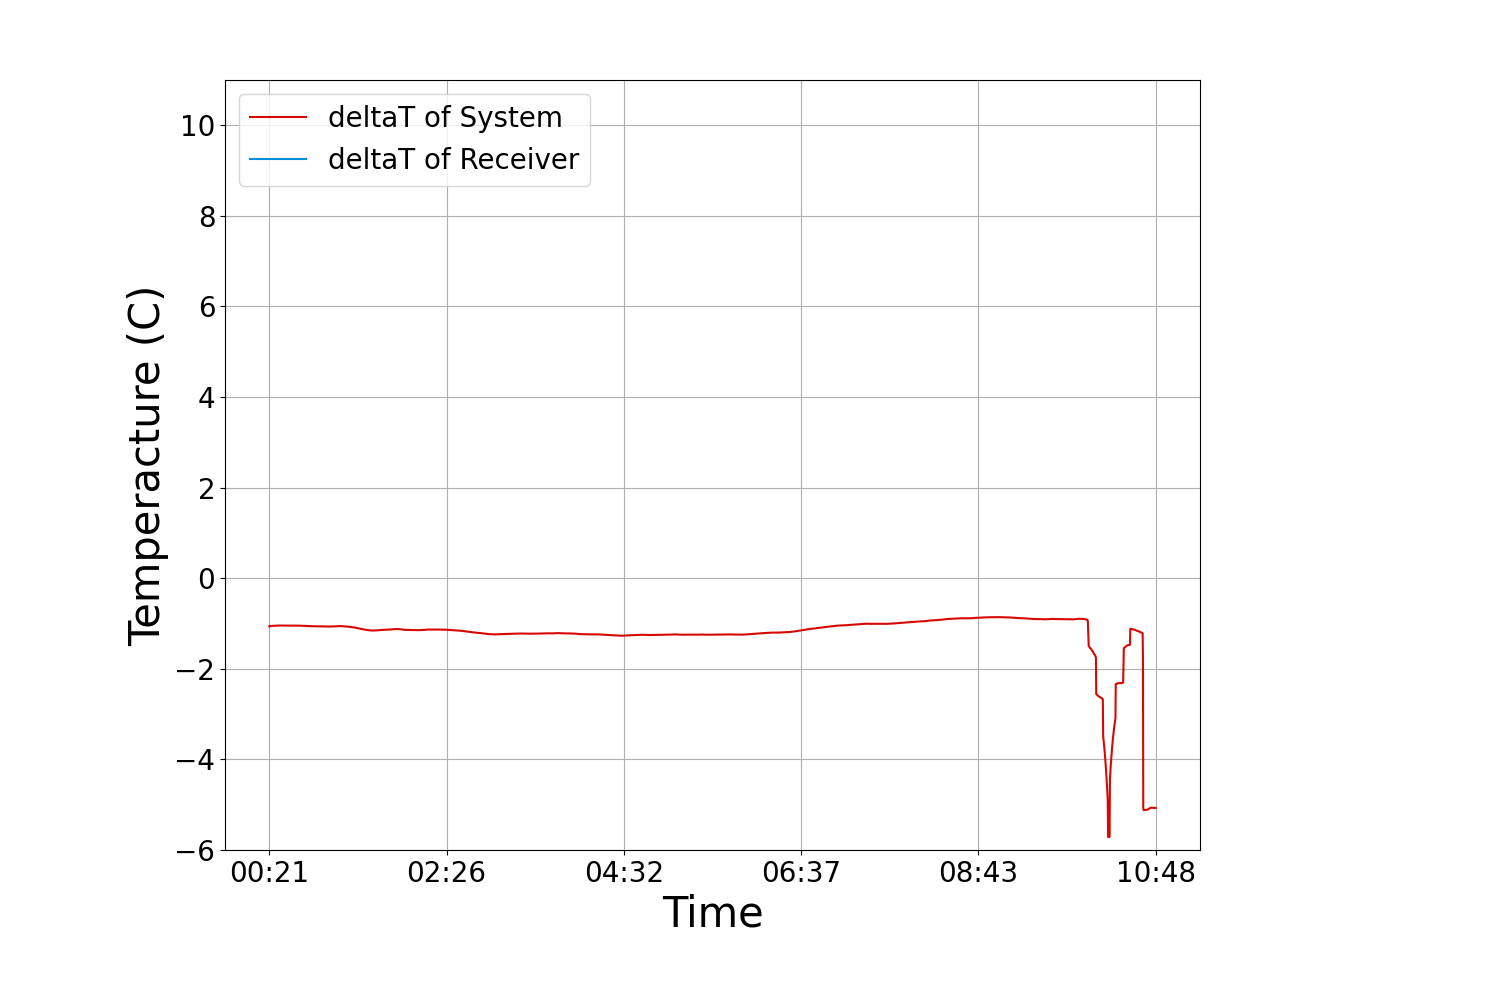 deltaT of System
deltaT of Receiver
10
8
6
4
2
0
−2
−4
−6
Temperacture (C)
00:21 02:26 04:32 06:37 08:43 10:48
Time